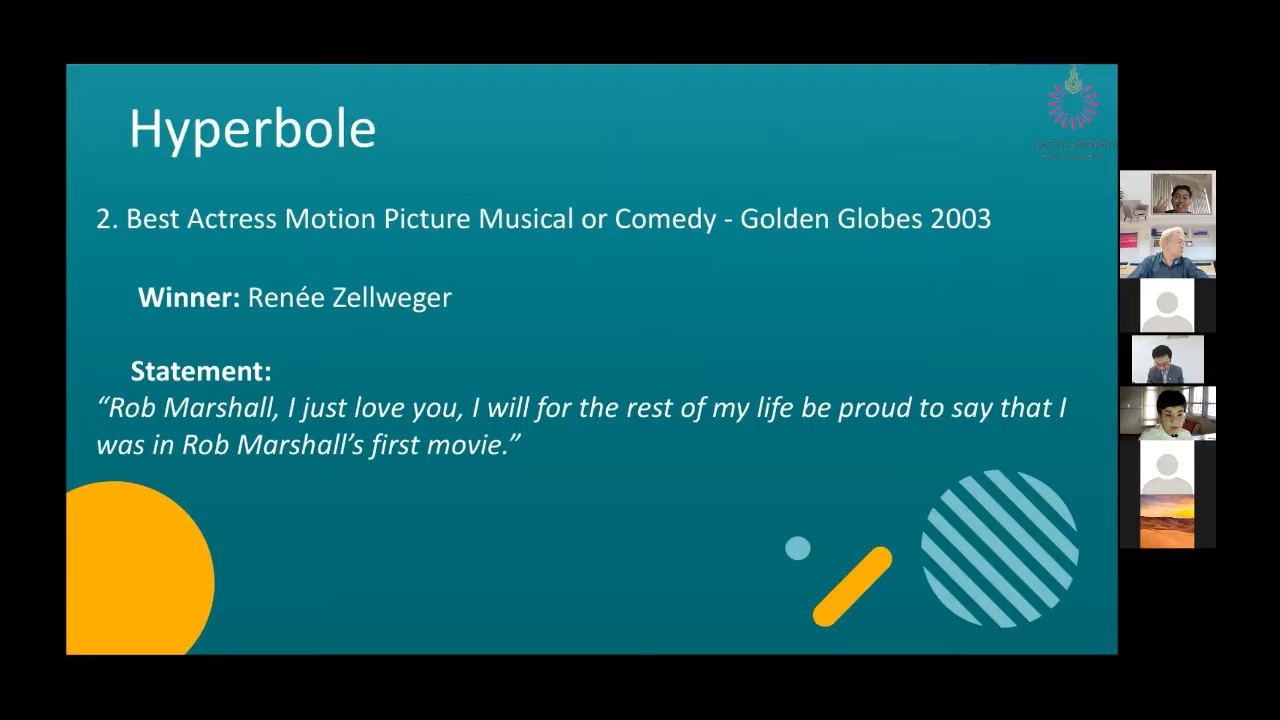 Hyperbole
2. Best Actress Motion Picture Musical or Comedy - Golden Globes 2003
Winner: Renée Zellweger
Statement:
“Rob Marshall, I just love you, I will for the rest of my life be proud to say that I
was in Rob Marshall’s first movie.”